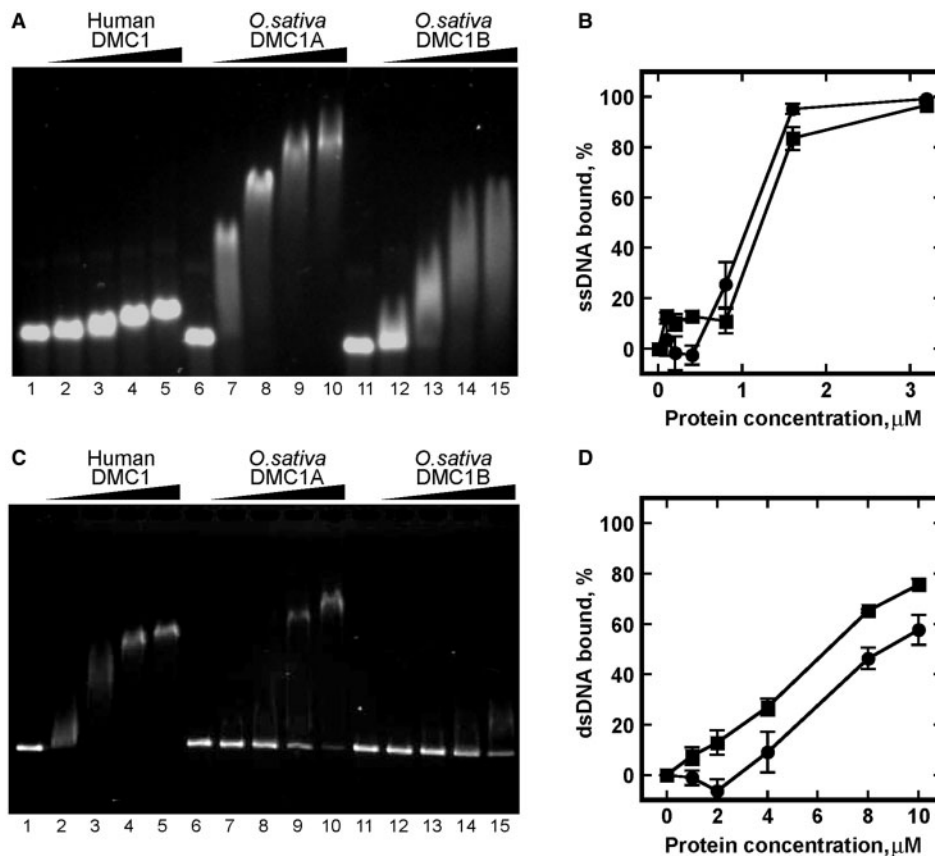 A
Human
DMC1
O.sativa
DMC1A
O.sativa
DMC1B
1 2 3 4 5 6 7 8 9 10 11 12 13 14 15
B
ssDNA bound, %
100
80
60
40
20
0
0 1 2 3
Protein concentration,μM
C
Human
DMC1
O.sativa
DMC1A
O.sativa
DMC1B
1 2 3 4 5 6 7 8 9 10 11 12 13 14 15
D
dsDNA bound, %
100
80
60
40
20
0
0 2 4 6 8 10
Protein concentration,μM